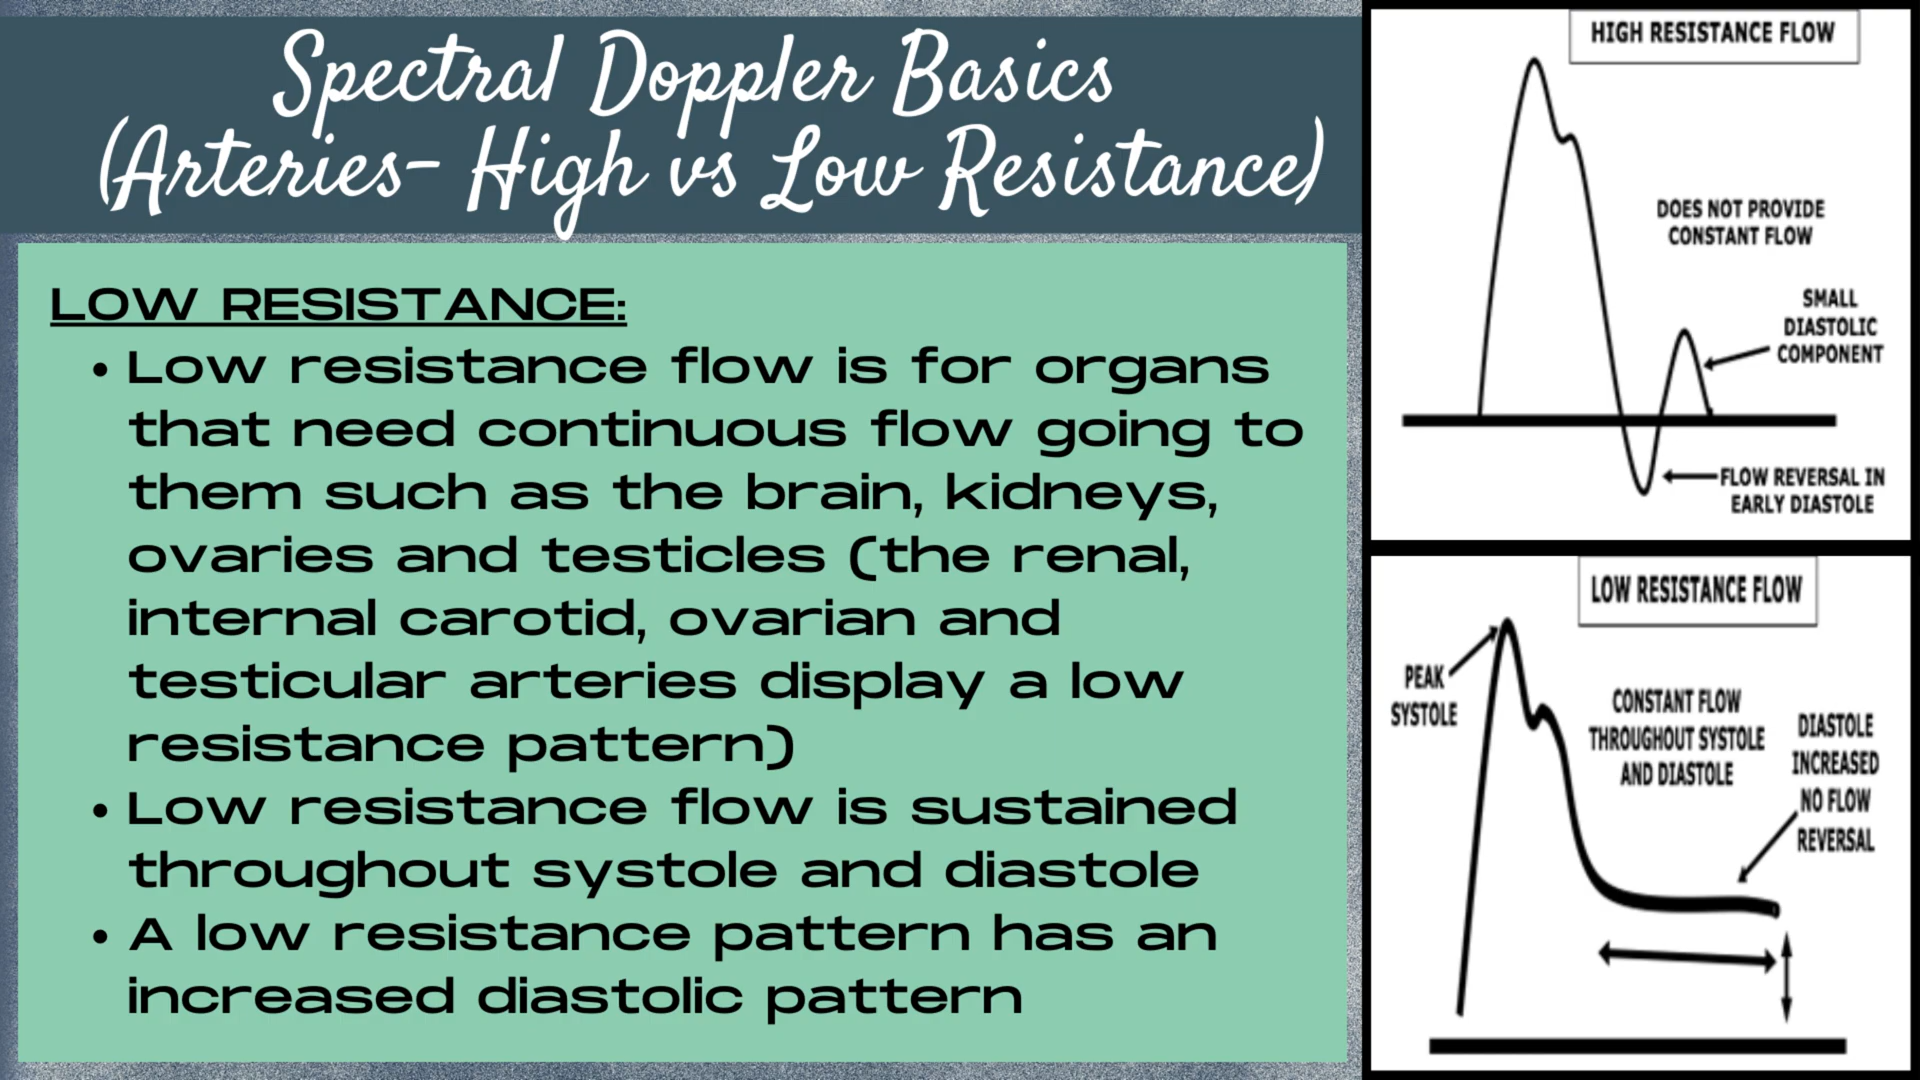 Spectral Doppler Basics
(Arteries- High vs Low Resistance)
LOW RESISTANCE:
• Low resistance flow is for organs
that need continuous flow going to
them such as the brain, kidneys,
ovaries and testicles (the renal,
internal carotid, ovarian and
testicular arteries display a low
resistance pattern)
• Low resistance flow is sustained
throughout systole and diastole
• A low resistance pattern has an
increased diastolic pattern
HIGH RESISTANCE FLOW
DOES NOT PROVIDE
CONSTANT FLOW
SMALL
DIASTOLIC
COMPONENT
FLOW REVERSAL IN
EARLY DIASTOLE
LOW RESISTANCE FLOW
PEAK
SYSTOLE
CONSTANT FLOW
THROUGHOUT SYSTOLE
AND DIASTOLE
DIASTOLE
INCREASED
NO FLOW
REVERSAL